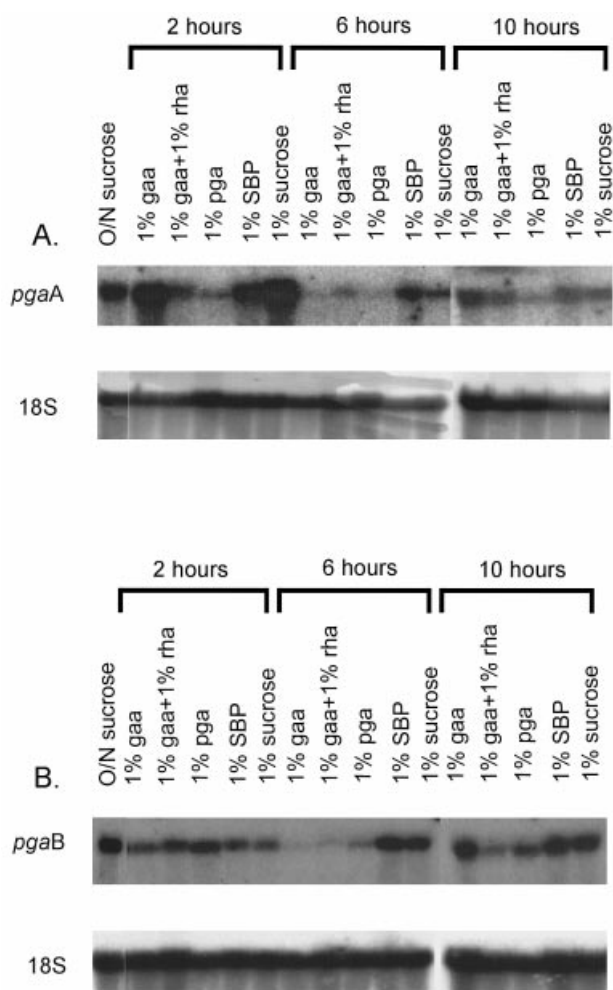 2 hours 6 hours 10 hours
O/N sucrose
1% gaa
1% gaa+1% rha
1% pga
1% SBP
1% sucrose
1% gaa
1% gaa+1% rha
1% pga
1% SBP
1% sucrose
1% gaa
1% gaa+1% rha
1% pga
1% SBP
1% sucrose
A.
pgaA
18S
2 hours 6 hours 10 hours
O/N sucrose
1% gaa
1% gaa+1% rha
1% pga
1% SBP
1% sucrose
1% gaa
1% gaa+1% rha
1% pga
1% SBP
1% sucrose
1% gaa
1% gaa+1% rha
1% pga
1% SBP
1% sucrose
B.
pgaB
18S